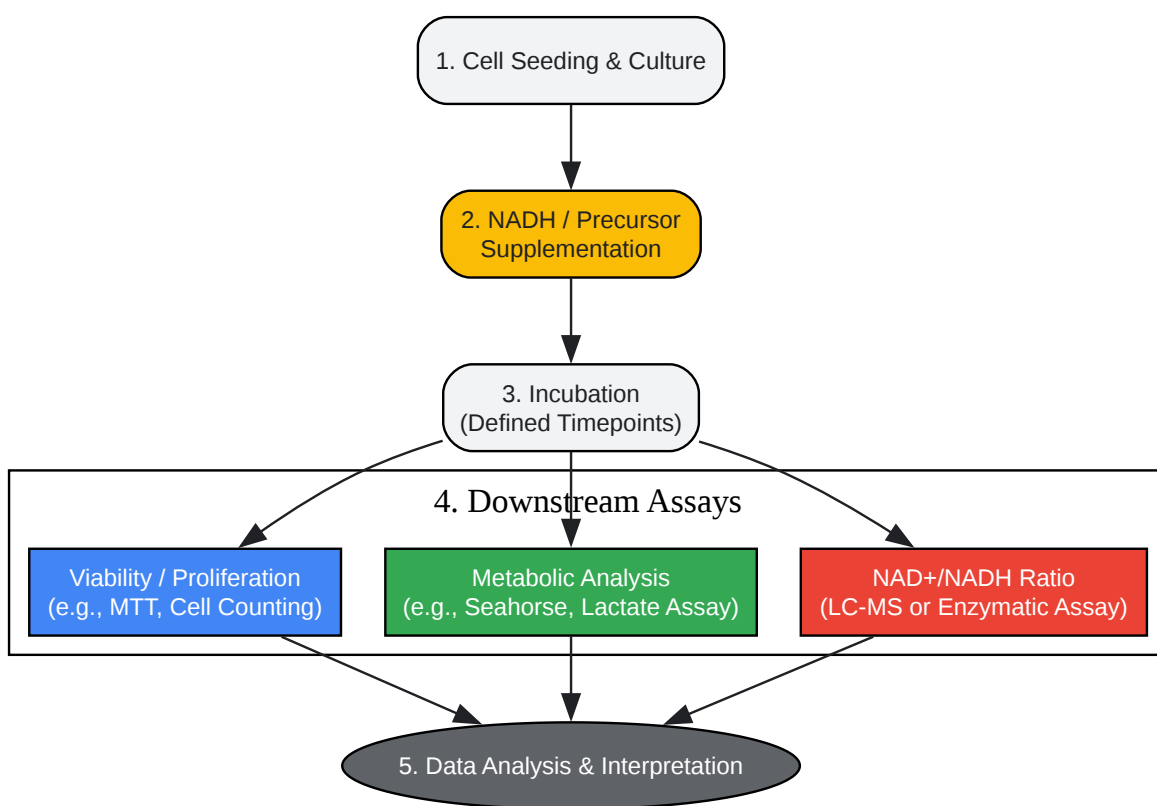 1. Cell Seeding & Culture
2. NADH / Precursor
Supplementation
3. Incubation
(Defined Timepoints)
4. Downstream Assays
Viability / Proliferation
(e.g., MTT, Cell Counting)
Metabolic Analysis
(e.g., Seahorse, Lactate Assay)
NAD+/NADH Ratio
(LC-MS or Enzymatic Assay)
5. Data Analysis & Interpretation